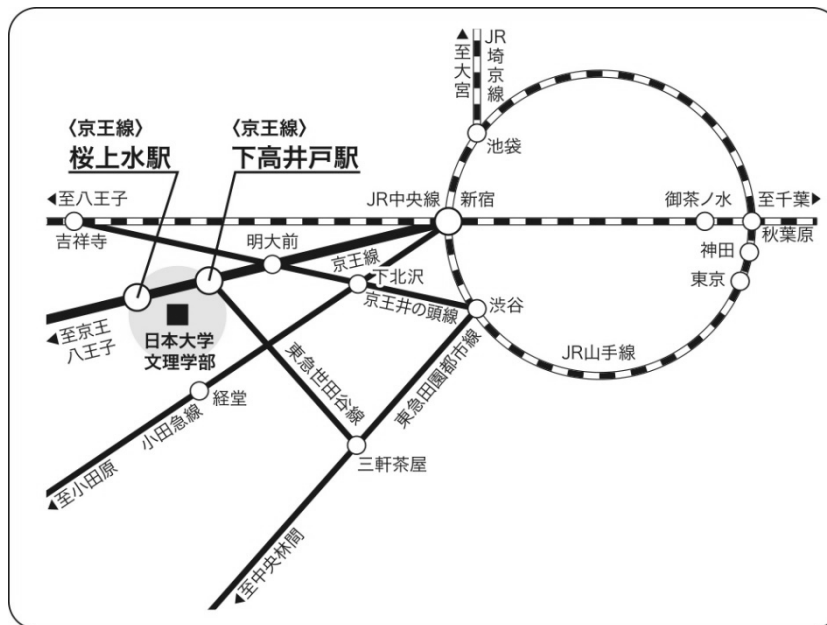 ▲至大宮
JR埼京線
池袋
〈京王線〉
桜上水駅
〈京王線〉
下高井戸駅
◀至八王子
JR中央線
新宿
御茶ノ水
至千葉▶
吉祥寺
明大前
京王線
下北沢
京王井の頭線
渋谷
秋葉原
神田
東京
JR山手線
◀至京王
八王子
日本大学
文理学部
東急世田谷線
東急田園都市線
経堂
小田急線
◀至小田原
三軒茶屋
◀至中央林間